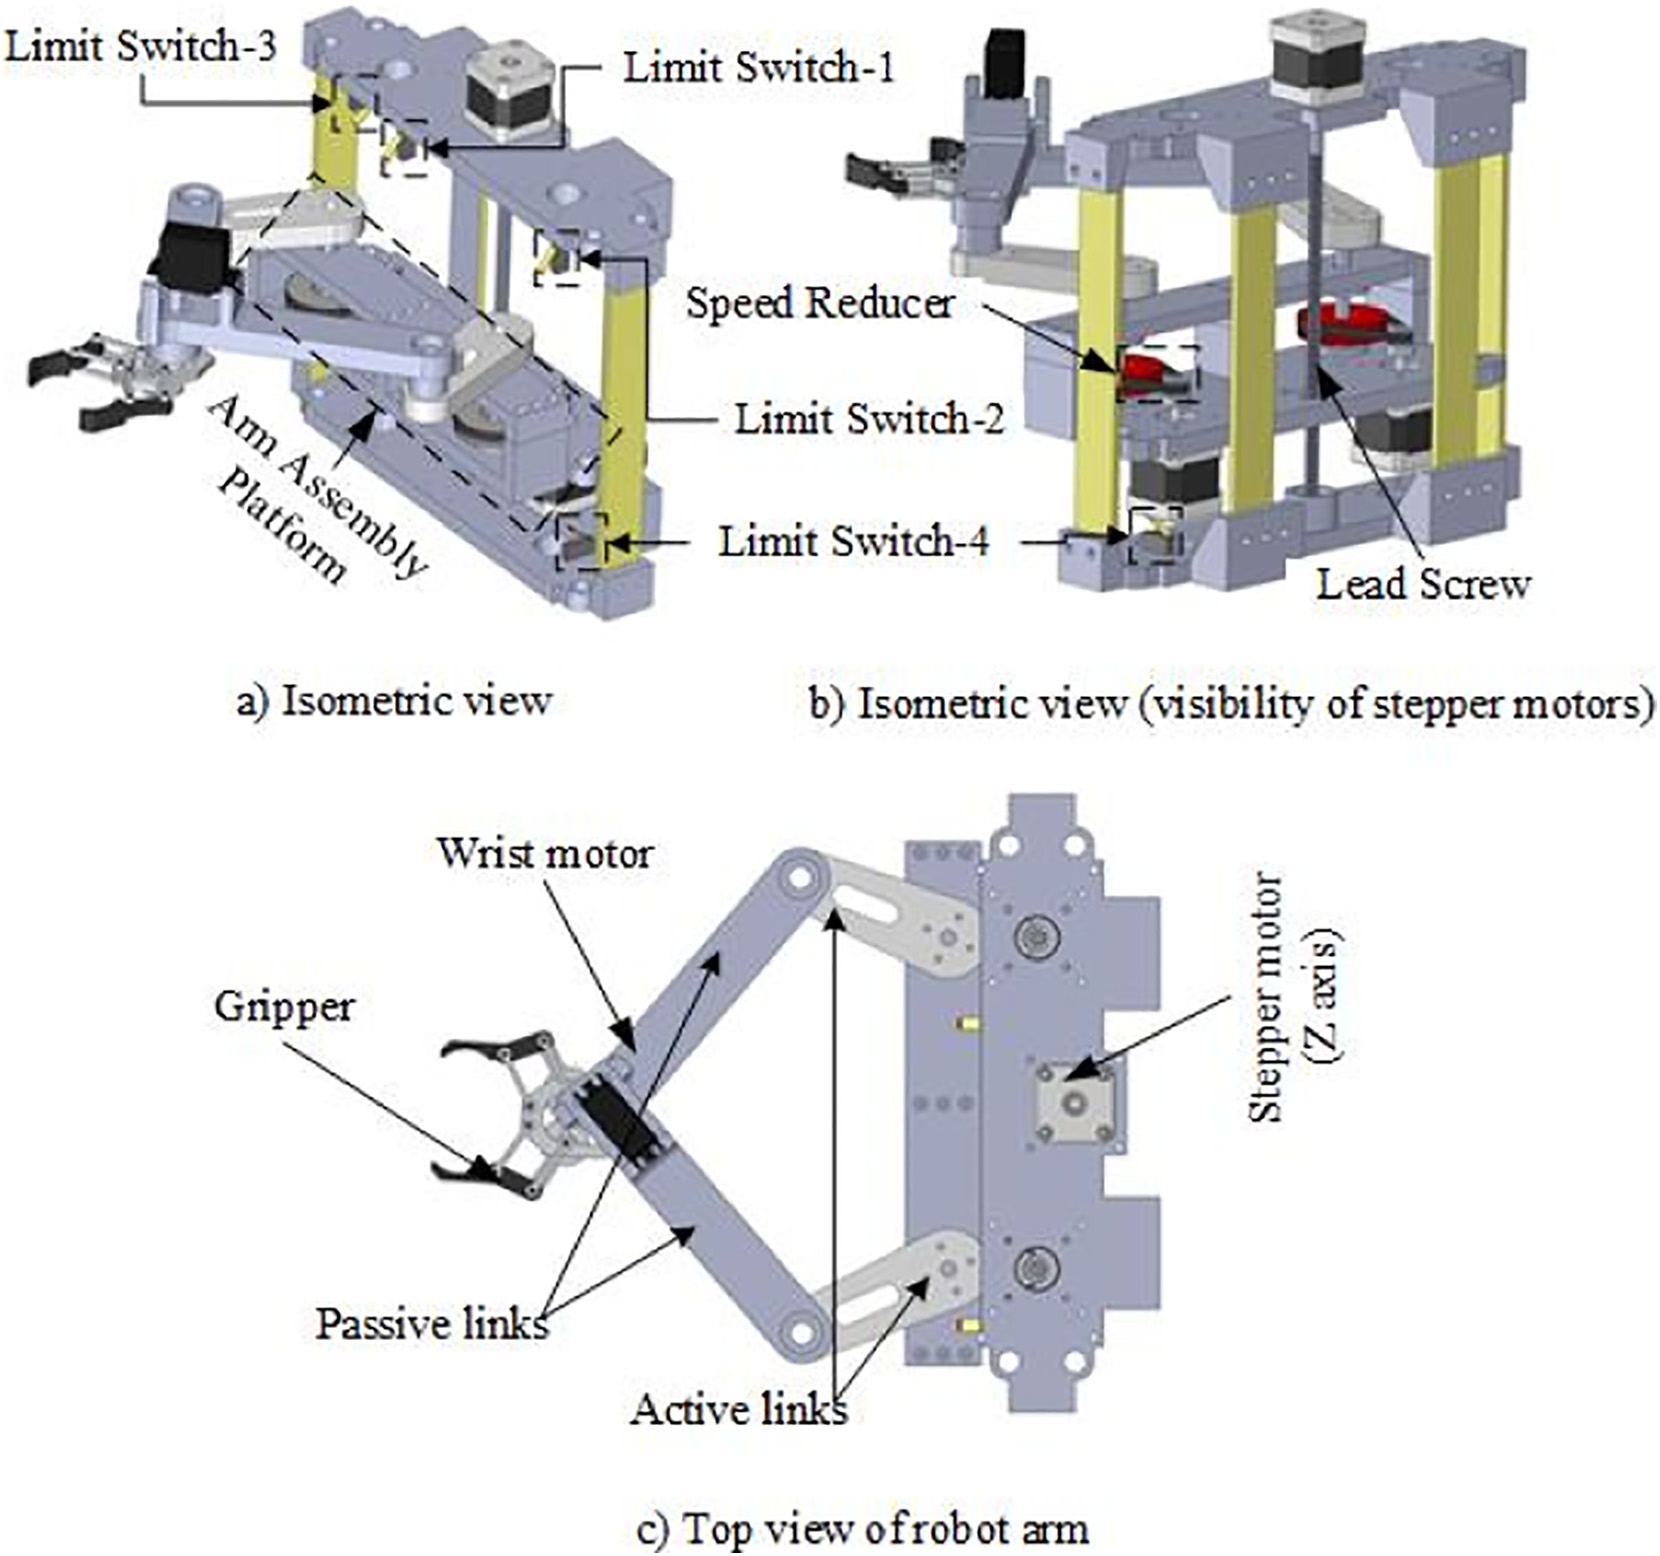 Limit Switch-3
Limit Switch-1
Speed Reducer
Limit Switch-2
Arm Assembly
Platform
Limit Switch-4
Lead Screw
a) Isometric view
b) Isometric view (visibility of stepper motors)
Wrist motor
Gripper
Stepper motor
(Z axis)
Passive links
Active links
c) Top view of robot arm